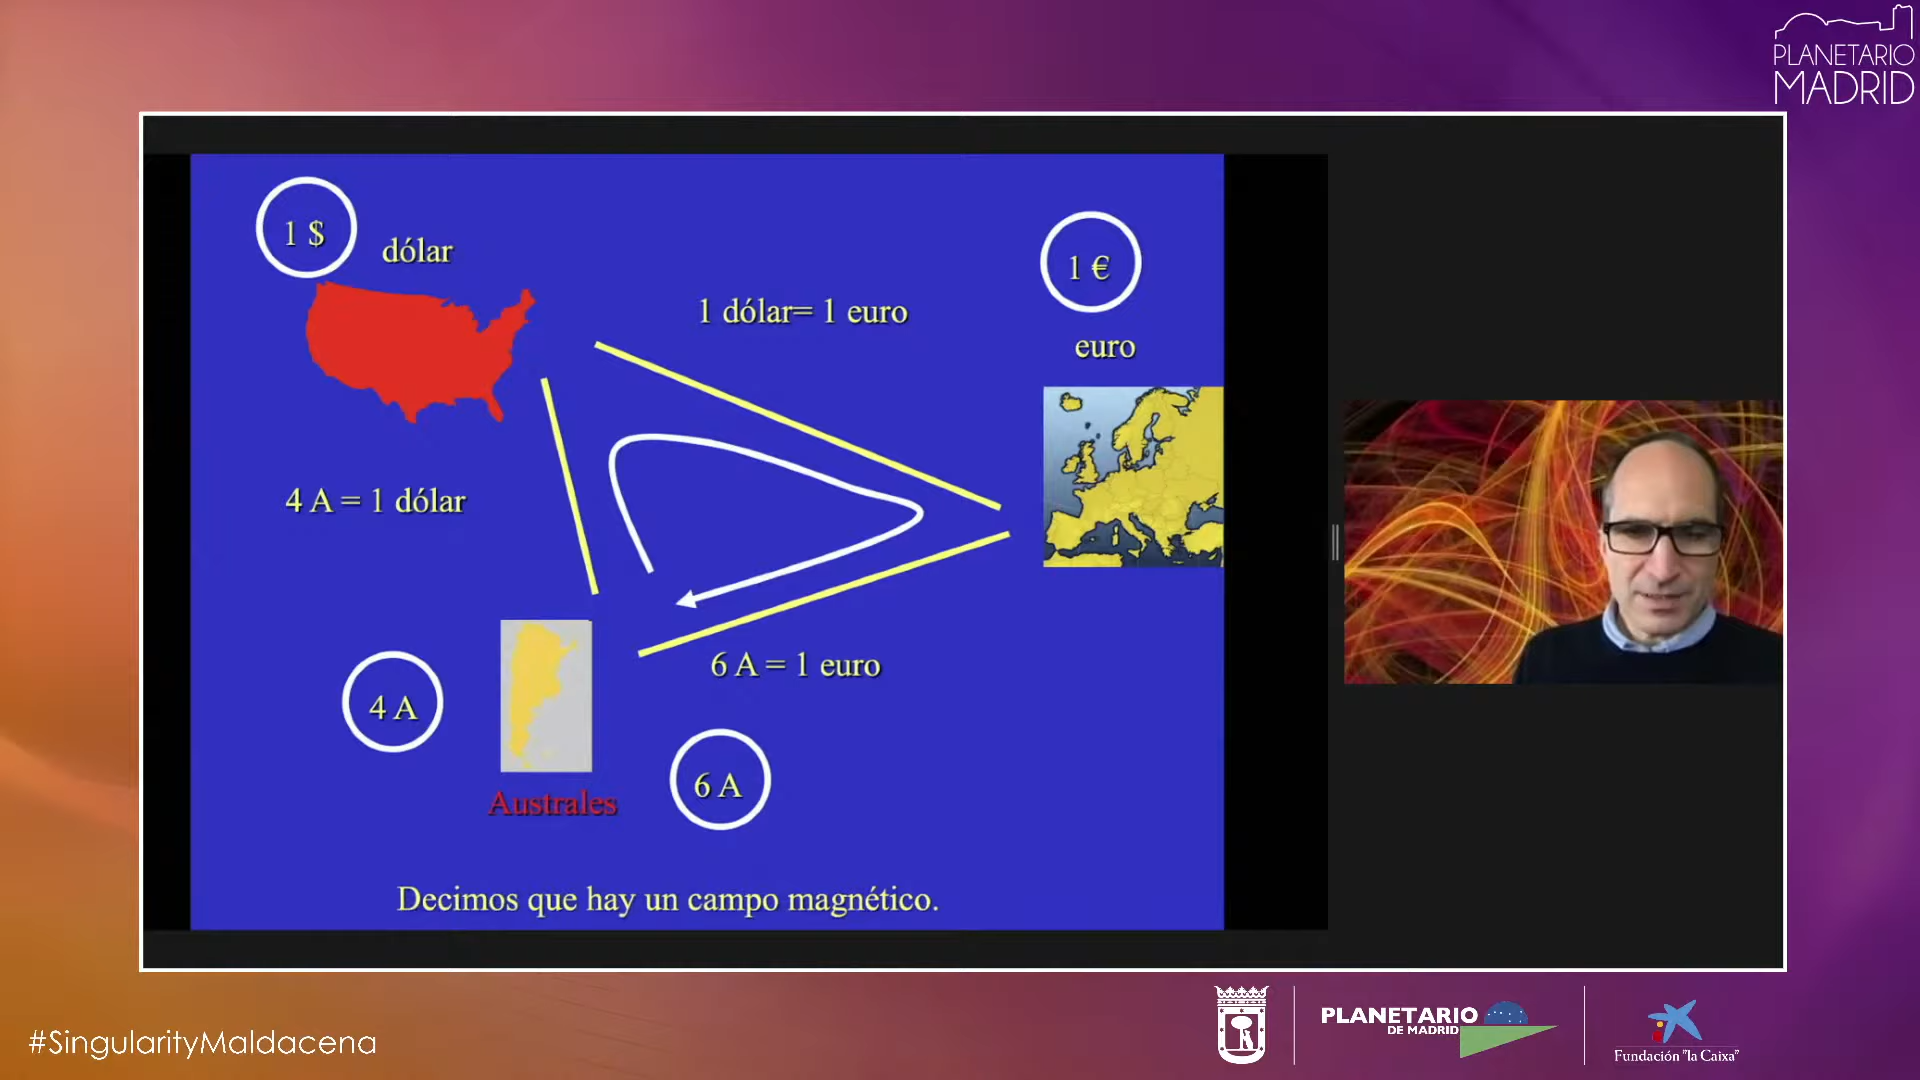 PLANETARIO
MADRID
1 $
dólar
1 €
1 dólar= 1 euro
euro
4 A = 1 dólar
6 A = 1 euro
4 A
6 A
Australes
Decimos que hay un campo magnético.
#SingularityMaldacena
PLANETARIO
DE MADRID
Fundación "la Caixa"